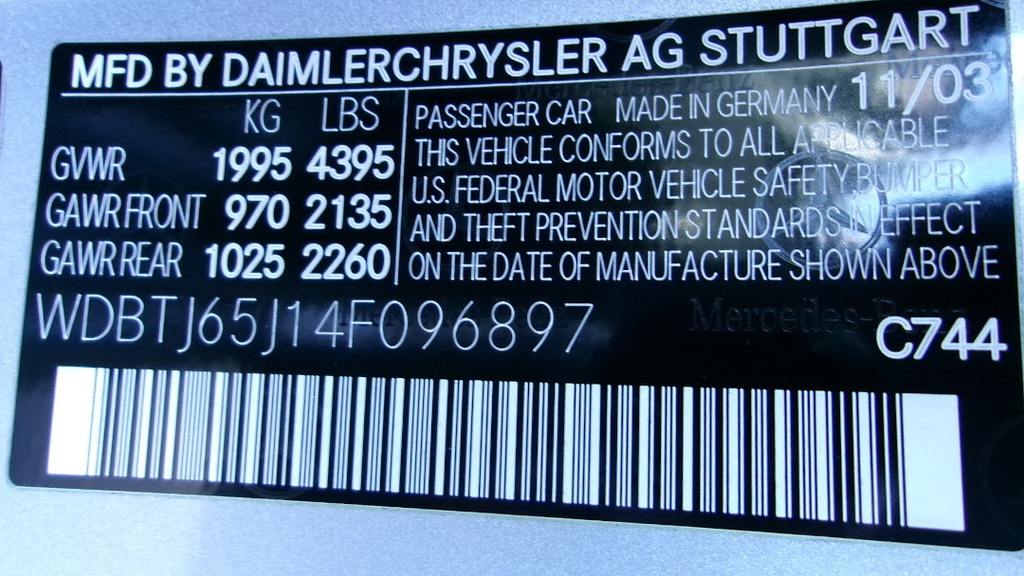 MFD BY DAIMLERCHRYSLER AG STUTTGART
KG LBS
GVWR 1995 4395
GAWR FRONT 970 2135
GAWR REAR 1025 2260
PASSENGER CAR MADE IN GERMANY 11/03
THIS VEHICLE CONFORMS TO ALL APPLICABLE
U.S. FEDERAL MOTOR VEHICLE SAFETY BUMPER
AND THEFT PREVENTION STANDARDS IN EFFECT
ON THE DATE OF MANUFACTURE SHOWN ABOVE
WDBTJ65J14F096897
Mercedes-Benz
C744